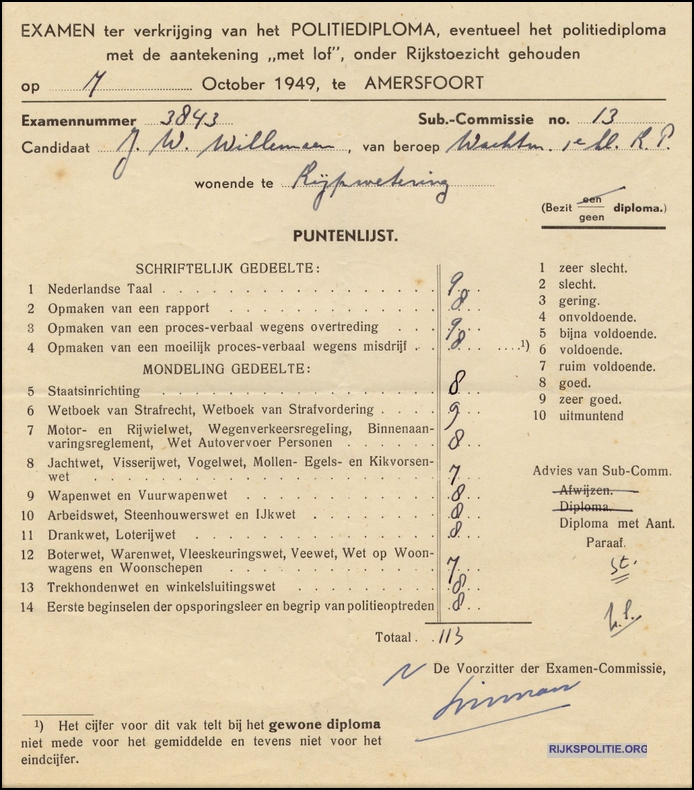 EXAMEN ter verkrijging van het POLITIEDIPLOMA, eventueel het politiediploma
met de aantekening „met lof”, onder Rijkstoezicht gehouden
op 7 October 1949, te AMERSFOORT
Examennummer 3843 Sub.-Commissie no. 13
Candidaat J. W. Willemsen, van beroep Wachtm. 1e kl. R.P.
wonende te Rijpwetering
(Bezit een geen diploma.)
PUNTENLIJST.
SCHRIFTELIJK GEDEELTE:
1 Nederlandse Taal 9
2 Opmaken van een rapport 8
3 Opmaken van een proces-verbaal wegens overtreding 9
4 Opmaken van een moeilijk proces-verbaal wegens misdrijf 8 1)
MONDELING GEDEELTE:
5 Staatsinrichting 8
6 Wetboek van Strafrecht, Wetboek van Strafvordering 9
7 Motor- en Rijwielwet, Wegenverkeersregeling, Binnenaan-
varingsreglement, Wet Autovervoer Personen 8
8 Jachtwet, Visserijwet, Vogelwet, Mollen- Egels- en Kikvorsen-
wet 7
9 Wapenwet en Vuurwapenwet 8
10 Arbeidswet, Steenhouwerswet en IJkwet 8
11 Drankwet, Loterijwet 8
12 Boterwet, Warenwet, Vleeskeuringswet, Veewet, Wet op Woon-
wagens en Woonschepen 7
13 Trekhondenwet en winkelsluitingswet 8
14 Eerste beginselen der opsporingsleer en begrip van politieoptreden 8
Totaal 113
1 zeer slecht.
2 slecht.
3 gering.
4 onvoldoende.
5 bijna voldoende.
6 voldoende.
7 ruim voldoende.
8 goed.
9 zeer goed.
10 uitmuntend
Advies van Sub-Comm.
Afwijzen.
Diploma.
Diploma met Aant.
Paraaf.
St.
De Voorzitter der Examen-Commissie,
1) Het cijfer voor dit vak telt bij het gewone diploma
niet mede voor het gemiddelde en tevens niet voor het
eindcijfer.
RIJKSPOLITIE.ORG